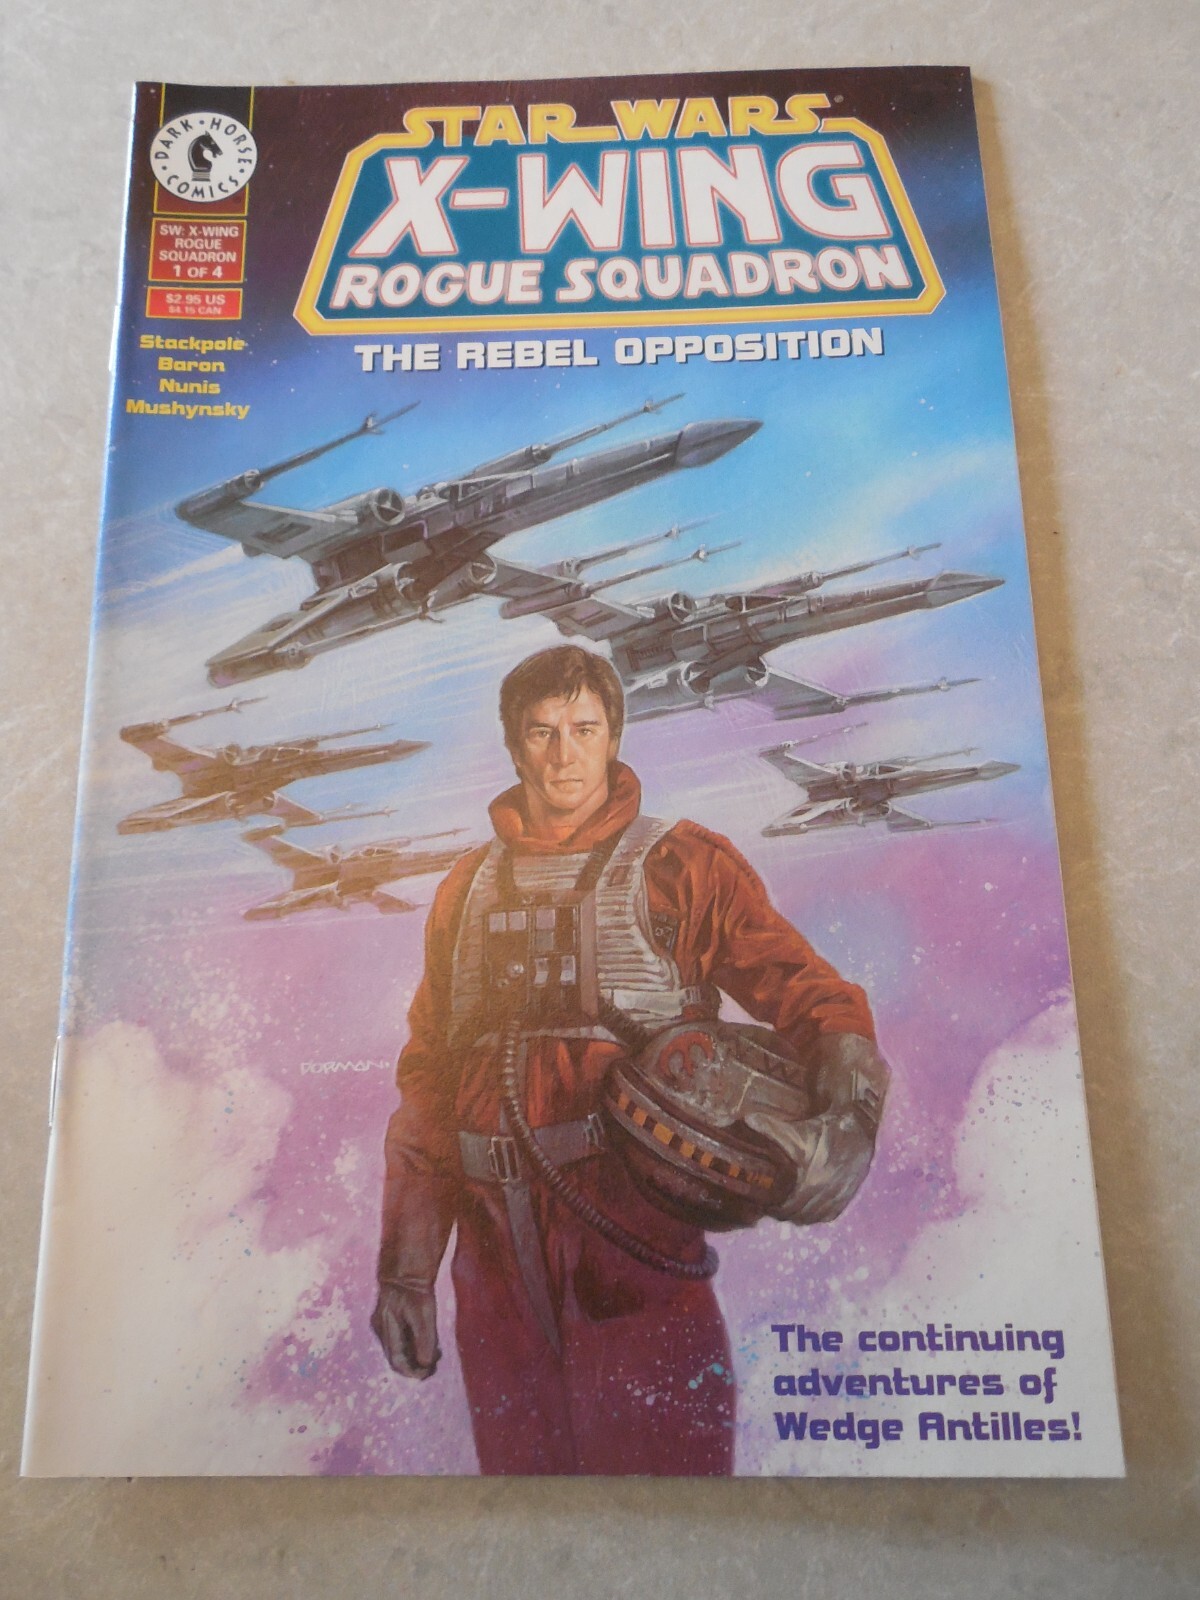 DARK • HORSE • COMICS •
SW: X-WING
ROGUE
SQUADRON
1 OF 4
$2.95 US
$4.15 CAN
Stackpole
Baron
Nunis
Mushynsky
STAR WARS®
X-WING
ROGUE SQUADRON
THE REBEL OPPOSITION
DORMAN
The continuing
adventures of
Wedge Antilles!